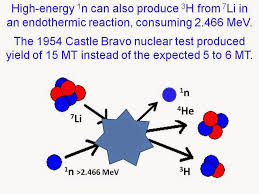 High-energy ¹n can also produce ³H from ⁷Li in
an endothermic reaction, consuming 2.466 MeV.
The 1954 Castle Bravo nuclear test produced
yield of 15 MT instead of the expected 5 to 6 MT.
¹n
⁴He
⁷Li
¹n >2.466 MeV
³H